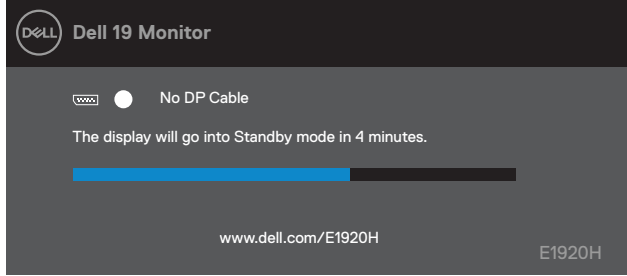 DELL
Dell 19 Monitor
No DP Cable
The display will go into Standby mode in 4 minutes.
www.dell.com/E1920H
E1920H